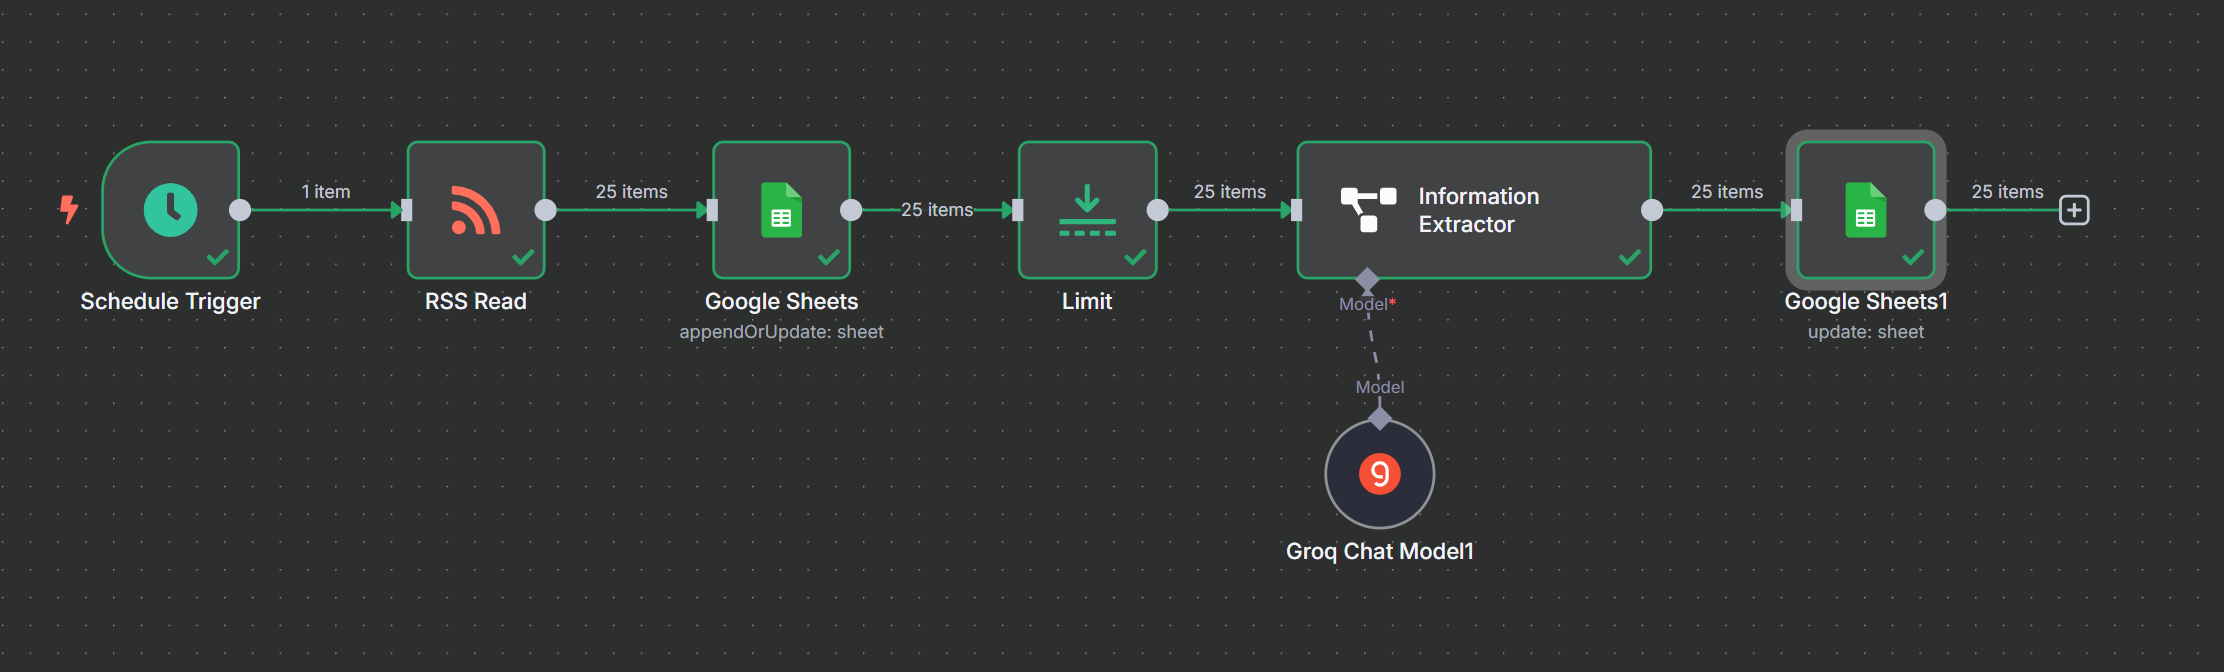 1 item
25 items
25 items
25 items
25 items
25 items
Information
Extractor
Schedule Trigger
RSS Read
Google Sheets
appendOrUpdate: sheet
Limit
Model*
Google Sheets1
update: sheet
Model
Groq Chat Model1